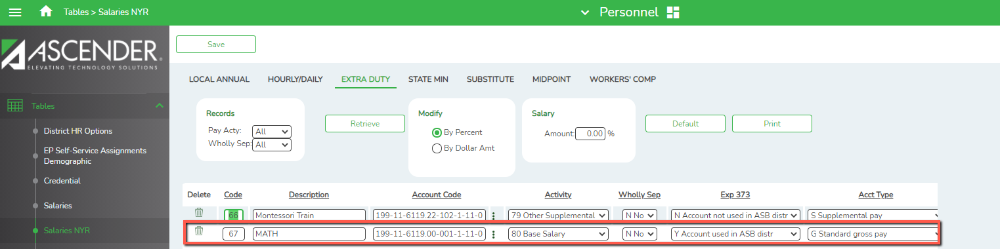 Tables > Salaries NYR
Personnel
ASCENDER®
ELEVATING TECHNOLOGY SOLUTIONS
Tables
District HR Options
EP Self-Service Assignments
Demographic
Credential
Salaries
Salaries NYR
Save
LOCAL ANNUAL HOURLY/DAILY EXTRA DUTY STATE MIN SUBSTITUTE MIDPOINT WORKERS' COMP
Records
Pay Acty: All
Wholly Sep: All
Retrieve
Modify
By Percent
By Dollar Amt
Salary
Amount: 0.00 %
Default
Print
Delete Code Description Account Code Activity Wholly Sep Exp 373 Acct Type
66 Montessori Train 199-11-6119.22-102-1-11-0 79 Other Supplemental N No N Account not used in ASB distr S Supplemental pay
67 MATH 199-11-6119.00-001-1-11-0 80 Base Salary N No Y Account used in ASB distr G Standard gross pay